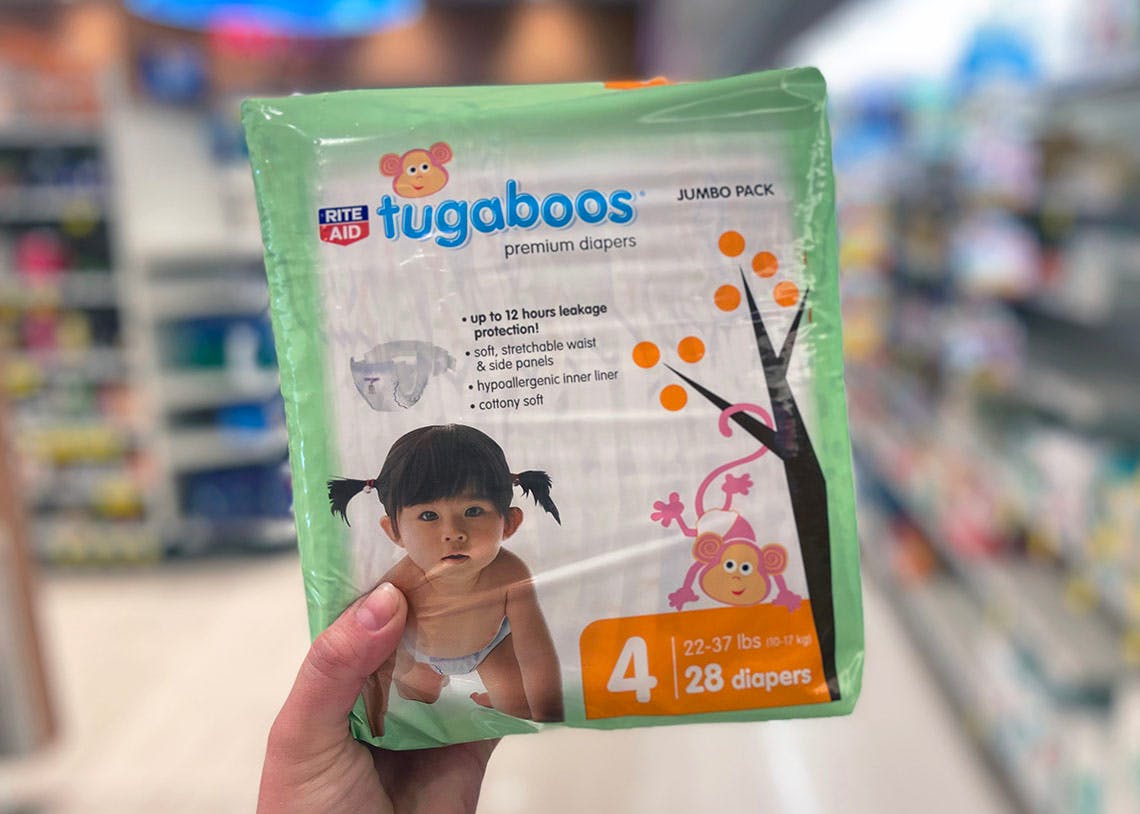 RITE
AID
tugaboos
JUMBO PACK
premium diapers
• up to 12 hours leakage
protection!
• soft, stretchable waist
& side panels
• hypoallergenic inner liner
• cottony soft
4
22-37 lbs (10-17 kg)
28 diapers